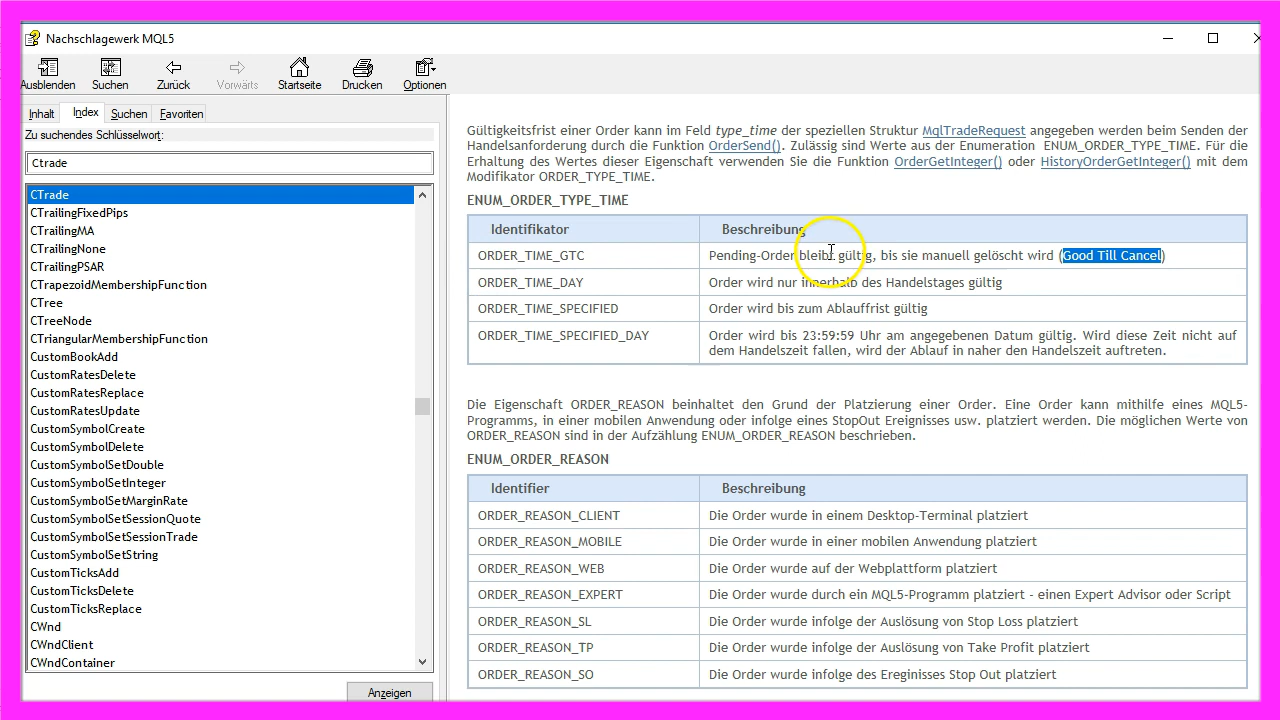 Nachschlagewerk MQL5
Ausblenden Suchen Zurück Vorwärts Startseite Drucken Optionen
Inhalt Index Suchen Favoriten
Zu suchendes Schlüsselwort:
Ctrade
CTrade
CTrailingFixedPips
CTrailingMA
CTrailingNone
CTrailingPSAR
CTrapezoidMembershipFunction
CTree
CTreeNode
CTriangularMembershipFunction
CustomBookAdd
CustomRatesDelete
CustomRatesReplace
CustomRatesUpdate
CustomSymbolCreate
CustomSymbolDelete
CustomSymbolSetDouble
CustomSymbolSetInteger
CustomSymbolSetMarginRate
CustomSymbolSetSessionQuote
CustomSymbolSetSessionTrade
CustomSymbolSetString
CustomTicksAdd
CustomTicksDelete
CustomTicksReplace
CWnd
CWndClient
CWndContainer
Anzeigen
Gültigkeitsfrist einer Order kann im Feld type_time der speziellen Struktur MqlTradeRequest angegeben werden beim Senden der
Handelsanforderung durch die Funktion OrderSend(). Zulässig sind Werte aus der Enumeration ENUM_ORDER_TYPE_TIME. Für die
Erhaltung des Wertes dieser Eigenschaft verwenden Sie die Funktion OrderGetInteger() oder HistoryOrderGetInteger() mit dem
Modifikator ORDER_TYPE_TIME.
ENUM_ORDER_TYPE_TIME
Identifikator Beschreibung
ORDER_TIME_GTC Pending-Order bleibt gültig, bis sie manuell gelöscht wird (Good Till Cancel)
ORDER_TIME_DAY Order wird nur innerhalb des Handelstages gültig
ORDER_TIME_SPECIFIED Order wird bis zum Ablauffrist gültig
ORDER_TIME_SPECIFIED_DAY Order wird bis 23:59:59 Uhr am angegebenen Datum gültig. Wird diese Zeit nicht auf
dem Handelszeit fallen, wird der Ablauf in naher den Handelszeit auftreten.
Die Eigenschaft ORDER_REASON beinhaltet den Grund der Platzierung einer Order. Eine Order kann mithilfe eines MQL5-
Programms, in einer mobilen Anwendung oder infolge eines StopOut Ereignisses usw. platziert werden. Die möglichen Werte von
ORDER_REASON sind in der Aufzählung ENUM_ORDER_REASON beschrieben.
ENUM_ORDER_REASON
Identifier Beschreibung
ORDER_REASON_CLIENT Die Order wurde in einem Desktop-Terminal platziert
ORDER_REASON_MOBILE Die Order wurde in einer mobilen Anwendung platziert
ORDER_REASON_WEB Die Order wurde auf der Webplattform platziert
ORDER_REASON_EXPERT Die Order wurde durch ein MQL5-Programm platziert - einen Expert Advisor oder Script
ORDER_REASON_SL Die Order wurde infolge der Auslösung von Stop Loss platziert
ORDER_REASON_TP Die Order wurde infolge der Auslösung von Take Profit platziert
ORDER_REASON_SO Die Order wurde infolge des Ereginisses Stop Out platziert